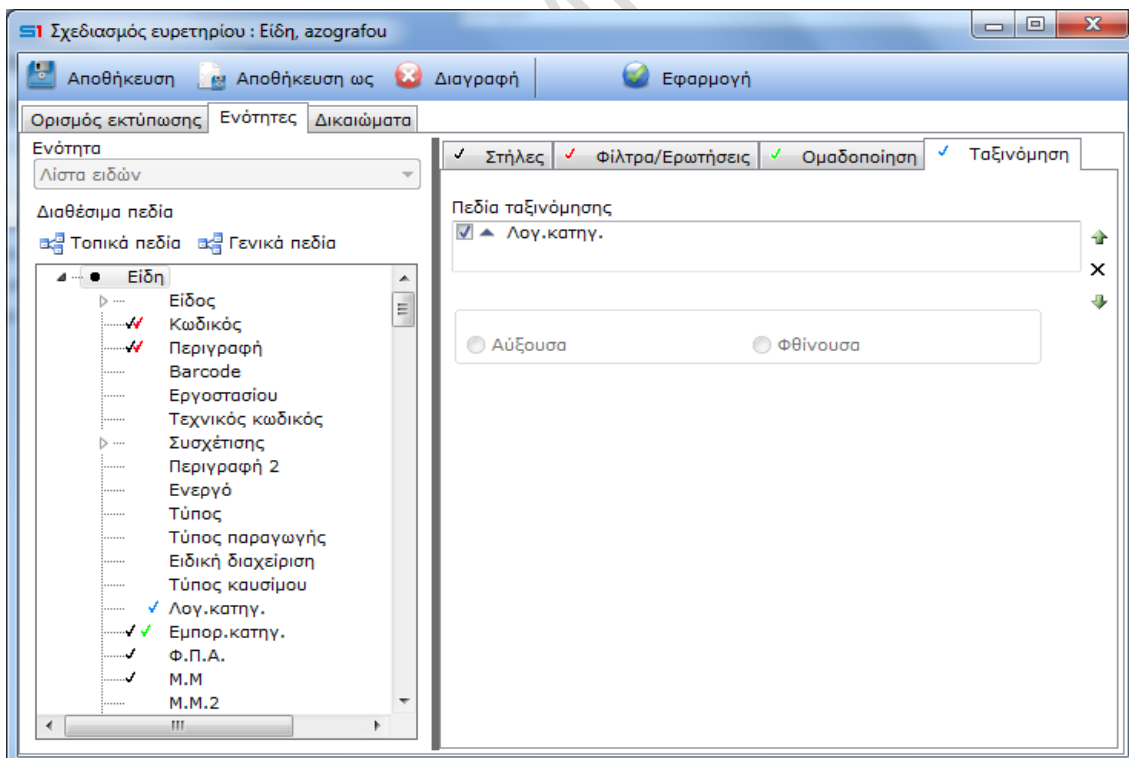 S1 Σχεδιασμός ευρετηρίου : Είδη, azografou
Αποθήκευση Αποθήκευση ως Διαγραφή Εφαρμογή
Ορισμός εκτύπωσης Ενότητες Δικαιώματα
Ενότητα
Λίστα ειδών
Διαθέσιμα πεδία
Τοπικά πεδία Γενικά πεδία
Είδη
Είδος
Κωδικός
Περιγραφή
Barcode
Εργοστασίου
Τεχνικός κωδικός
Συσχέτισης
Περιγραφή 2
Ενεργό
Τύπος
Τύπος παραγωγής
Ειδική διαχείριση
Τύπος καυσίμου
Λογ.κατηγ.
Εμπορ.κατηγ.
Φ.Π.Α.
Μ.Μ
Μ.Μ.2
Στήλες Φίλτρα/Ερωτήσεις Ομαδοποίηση Ταξινόμηση
Πεδία ταξινόμησης
Λογ.κατηγ.
Αύξουσα Φθίνουσα